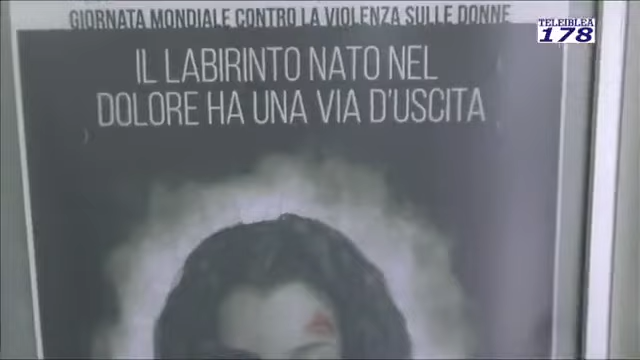 GIORNATA MONDIALE CONTRO LA VIOLENZA SULLE DONNE
TELEIBLEA
178
IL LABIRINTO NATO NEL
DOLORE HA UNA VIA D'USCITA